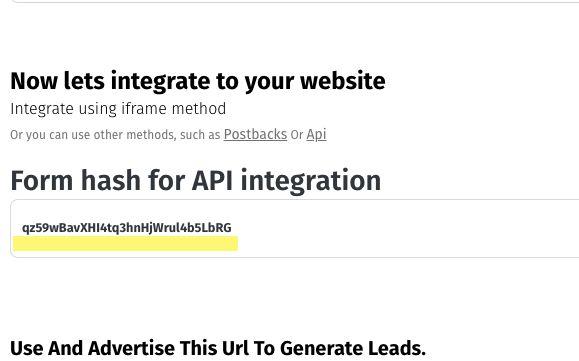 Now lets integrate to your website
Integrate using iframe method
Or you can use other methods, such as Postbacks Or Api
Form hash for API integration
qz59wBavXHI4tq3hnHjWrul4b5LbRG
Use And Advertise This Url To Generate Leads.